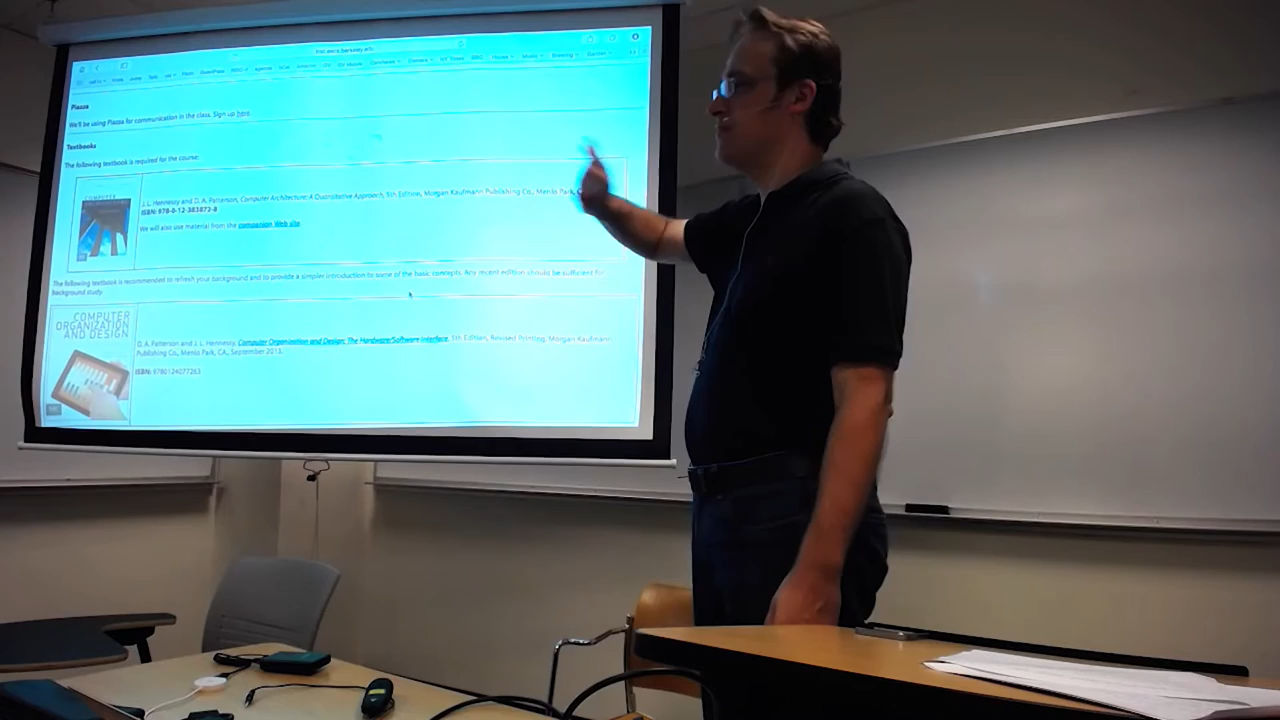 inst.eecs.berkeley.edu
Piazza
We'll be using Piazza for communication in the class. Sign up here.
Textbooks
The following textbook is required for the course:
COMPUTER
J. L. Hennessy and D. A. Patterson, Computer Architecture: A Quantitative Approach, 5th Edition, Morgan Kaufmann Publishing Co., Menlo Park,
ISBN: 978-0-12-383872-8
We will also use material from the companion Web site.
The following textbook is recommended to refresh your background and to provide a simpler introduction to some of the basic concepts. Any recent edition should be sufficient for
background study.
COMPUTER
ORGANIZATION
AND DESIGN
D. A. Patterson and J. L. Hennessy, Computer Organization and Design: The Hardware/Software Interface, 5th Edition, Revised Printing, Morgan Kaufmann
Publishing Co., Menlo Park, CA, September 2013.
ISBN: 9780124077263